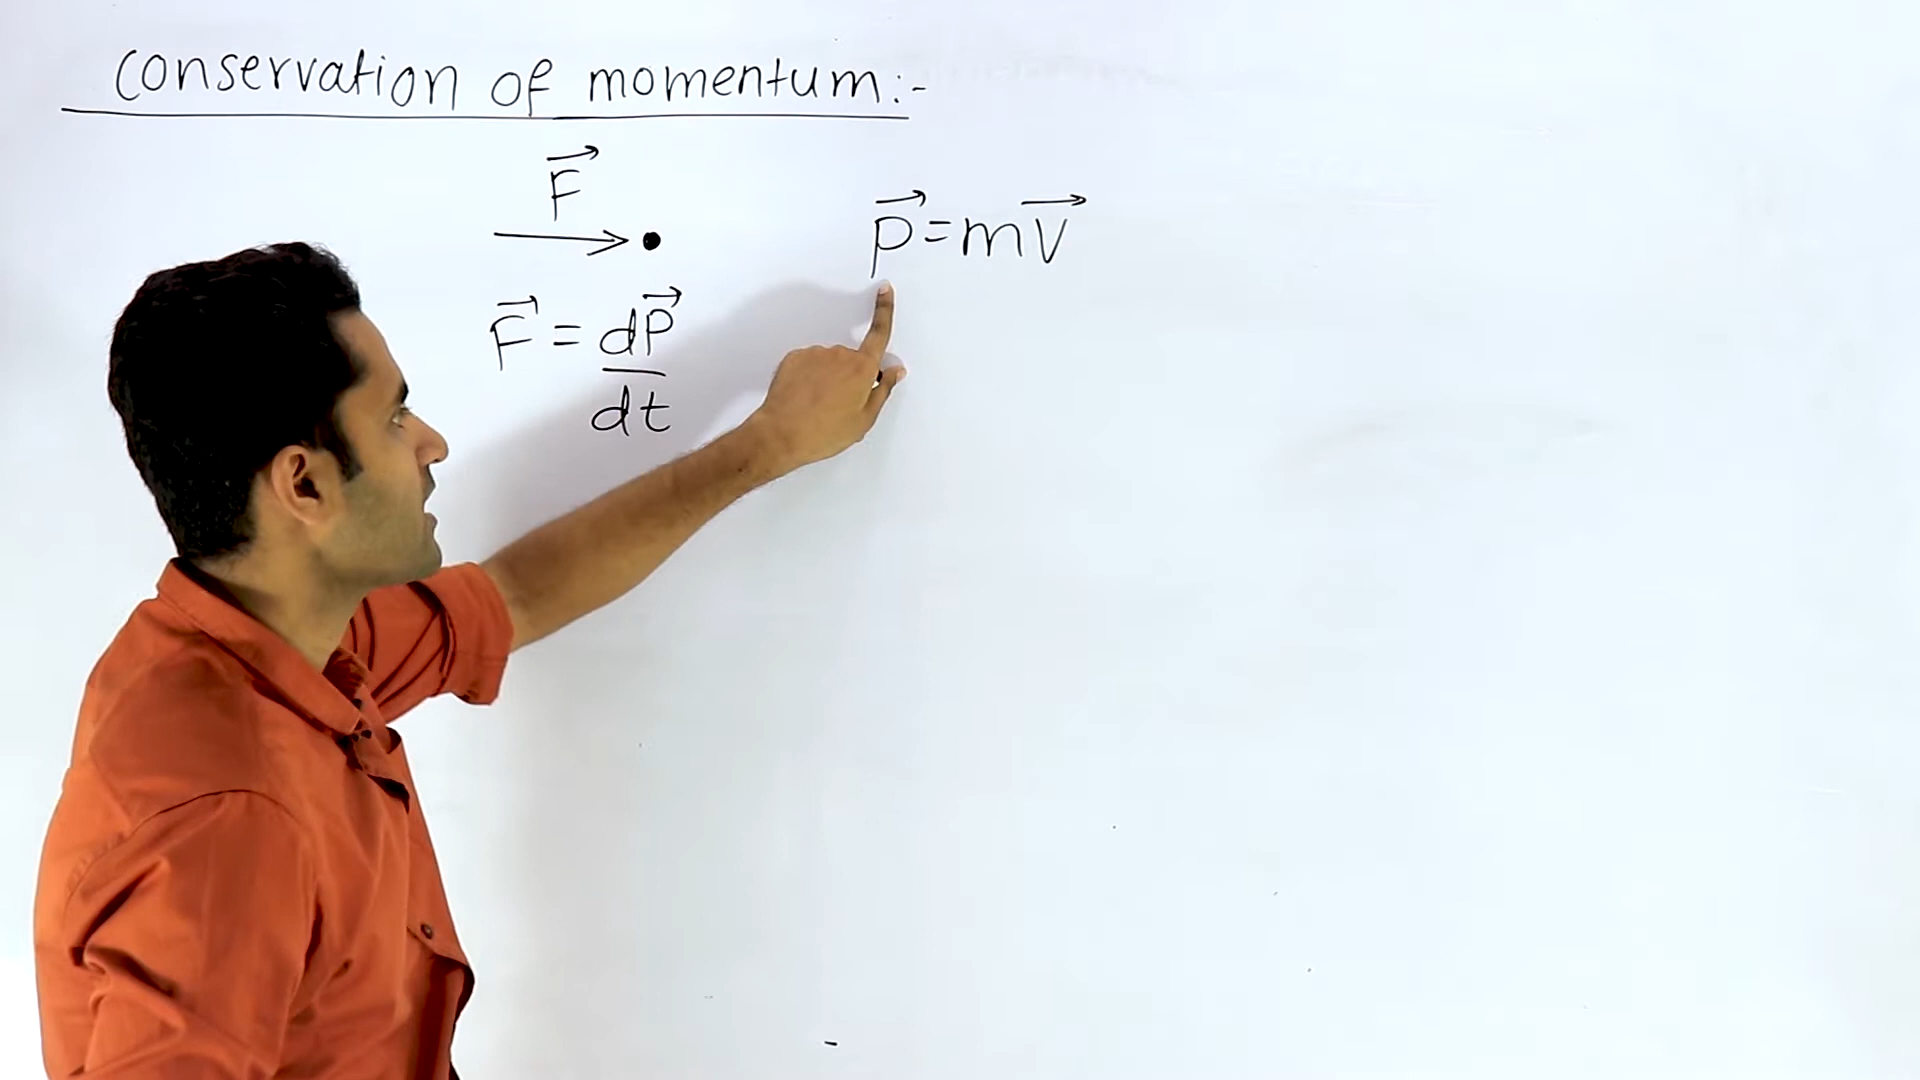 conservation of momentum:-
F⃗
p⃗=mv⃗
F⃗ = dP⃗
dt